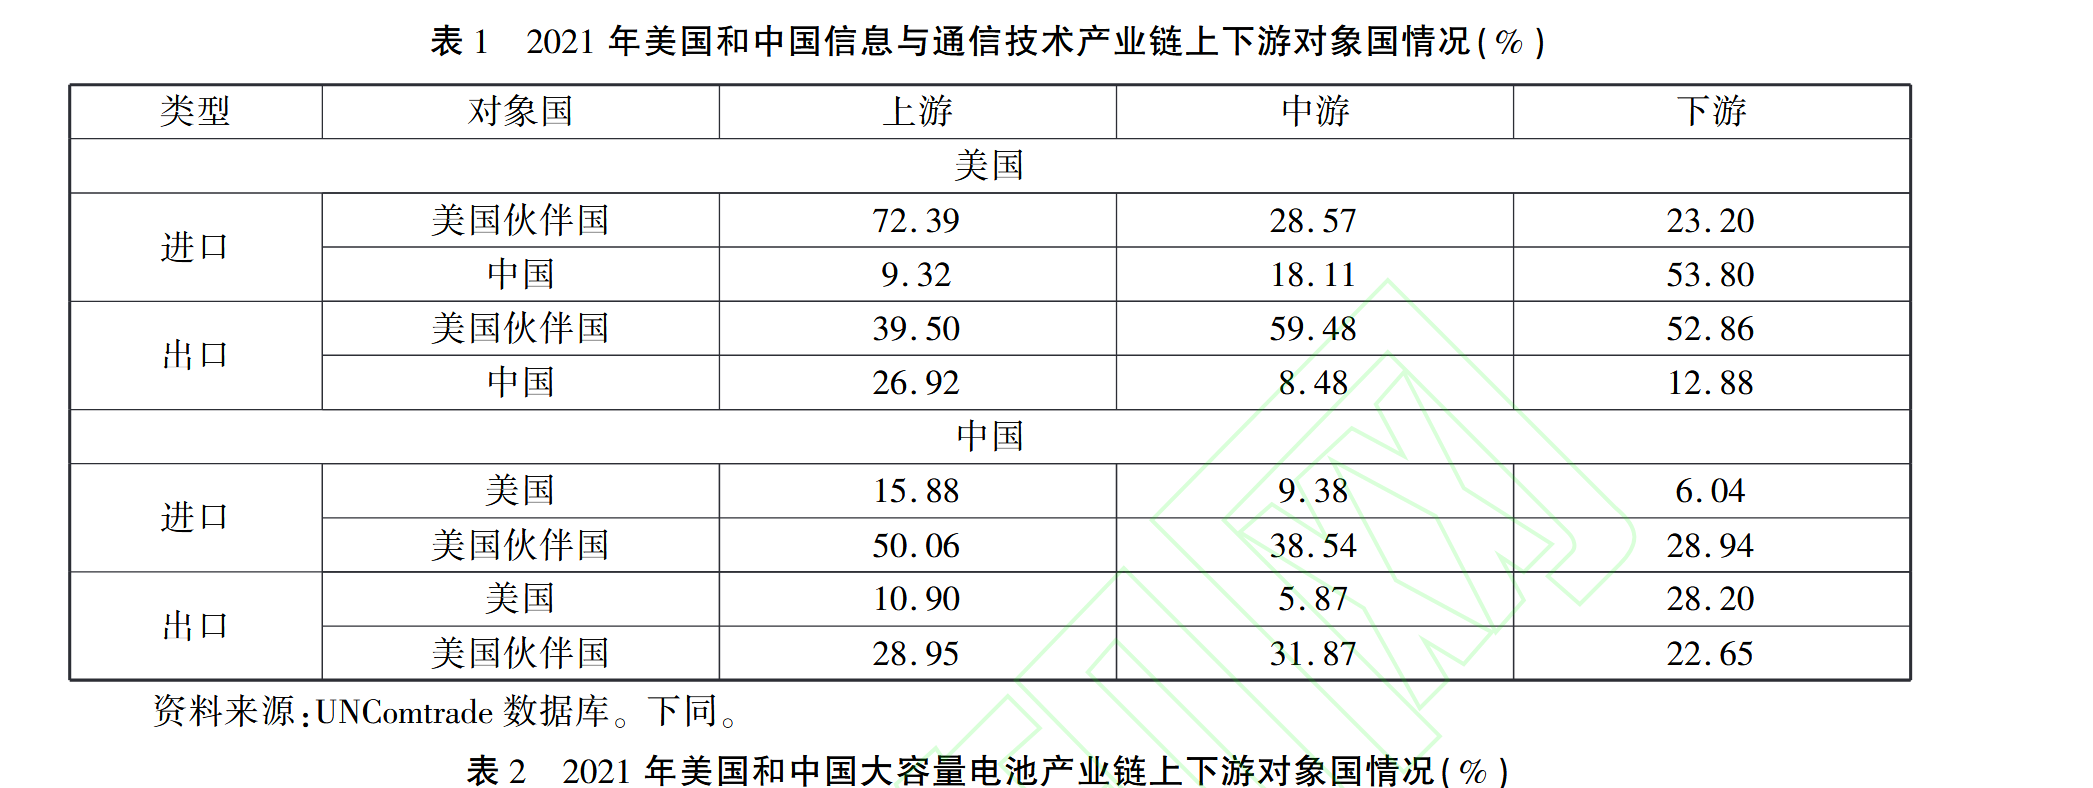 表1 2021 年美国和中国信息与通信技术产业链上下游对象国情况(%)
类型 对象国 上游 中游 下游
美国
进口 美国伙伴国 72.39 28.57 23.20
中国 9.32 18.11 53.80
出口 美国伙伴国 39.50 59.48 52.86
中国 26.92 8.48 12.88
中国
进口 美国 15.88 9.38 6.04
美国伙伴国 50.06 38.54 28.94
出口 美国 10.90 5.87 28.20
美国伙伴国 28.95 31.87 22.65
资料来源:UNComtrade 数据库。下同。
表2 2021 年美国和中国大容量电池产业链上下游对象国情况(%)